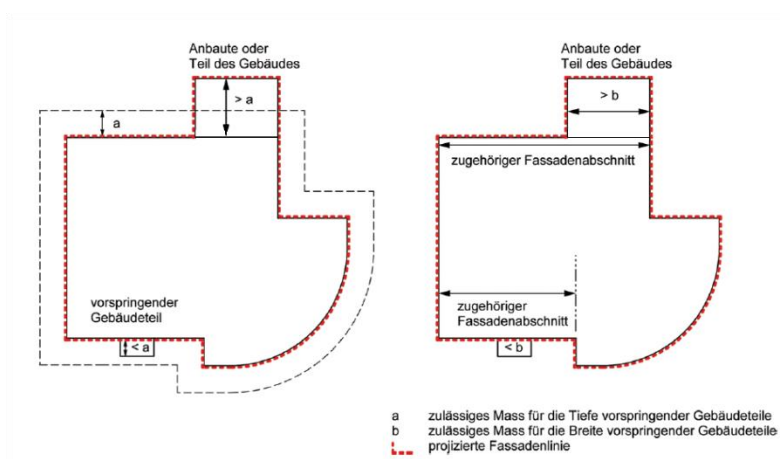 Anbaute oder
Teil des Gebäudes
> a
a
vorspringender
Gebäudeteil
< a
Anbaute oder
Teil des Gebäudes
> b
zugehöriger Fassadenabschnitt
zugehöriger
Fassadenabschnitt
< b
a zulässiges Mass für die Tiefe vorspringender Gebäudeteile
b zulässiges Mass für die Breite vorspringender Gebäudeteile
projizierte Fassadenlinie